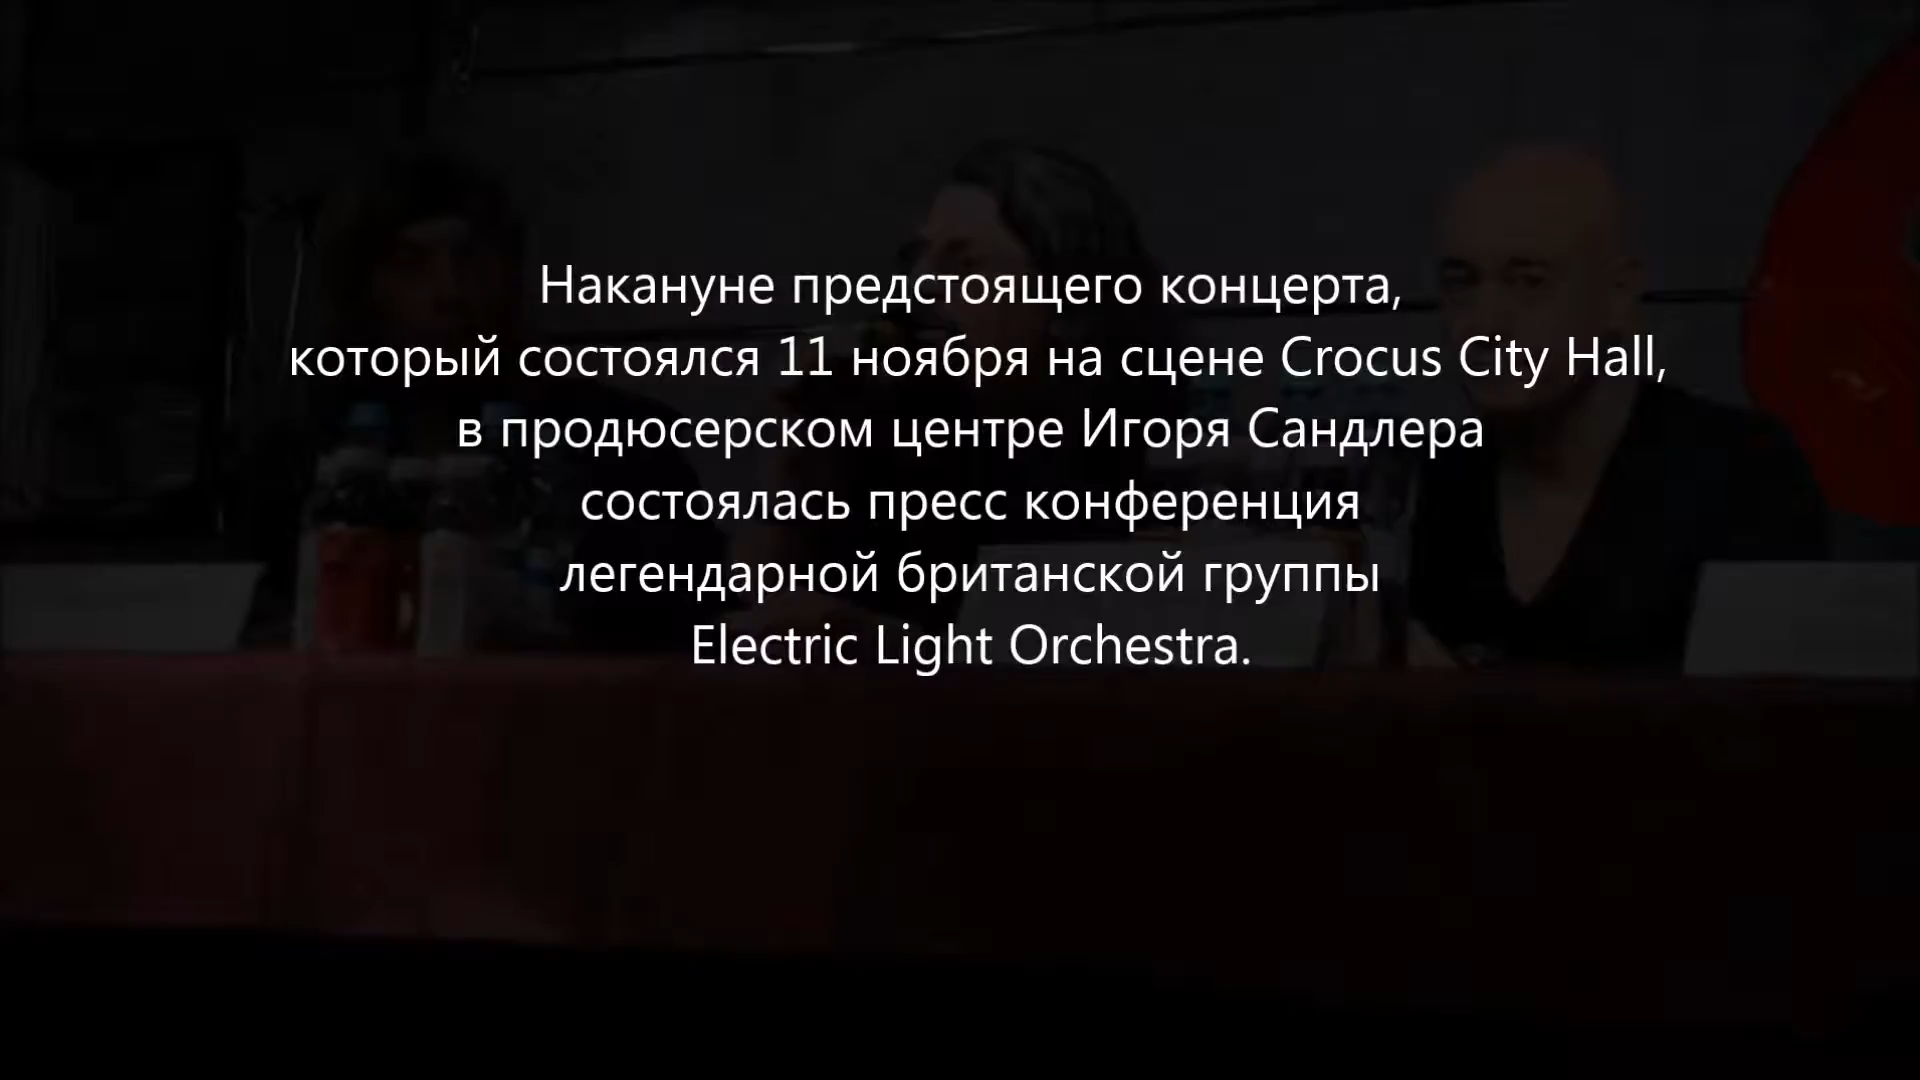 Накануне предстоящего концерта,
который состоялся 11 ноября на сцене Crocus City Hall,
в продюсерском центре Игоря Сандлера
состоялась пресс конференция
легендарной британской группы
Electric Light Orchestra.